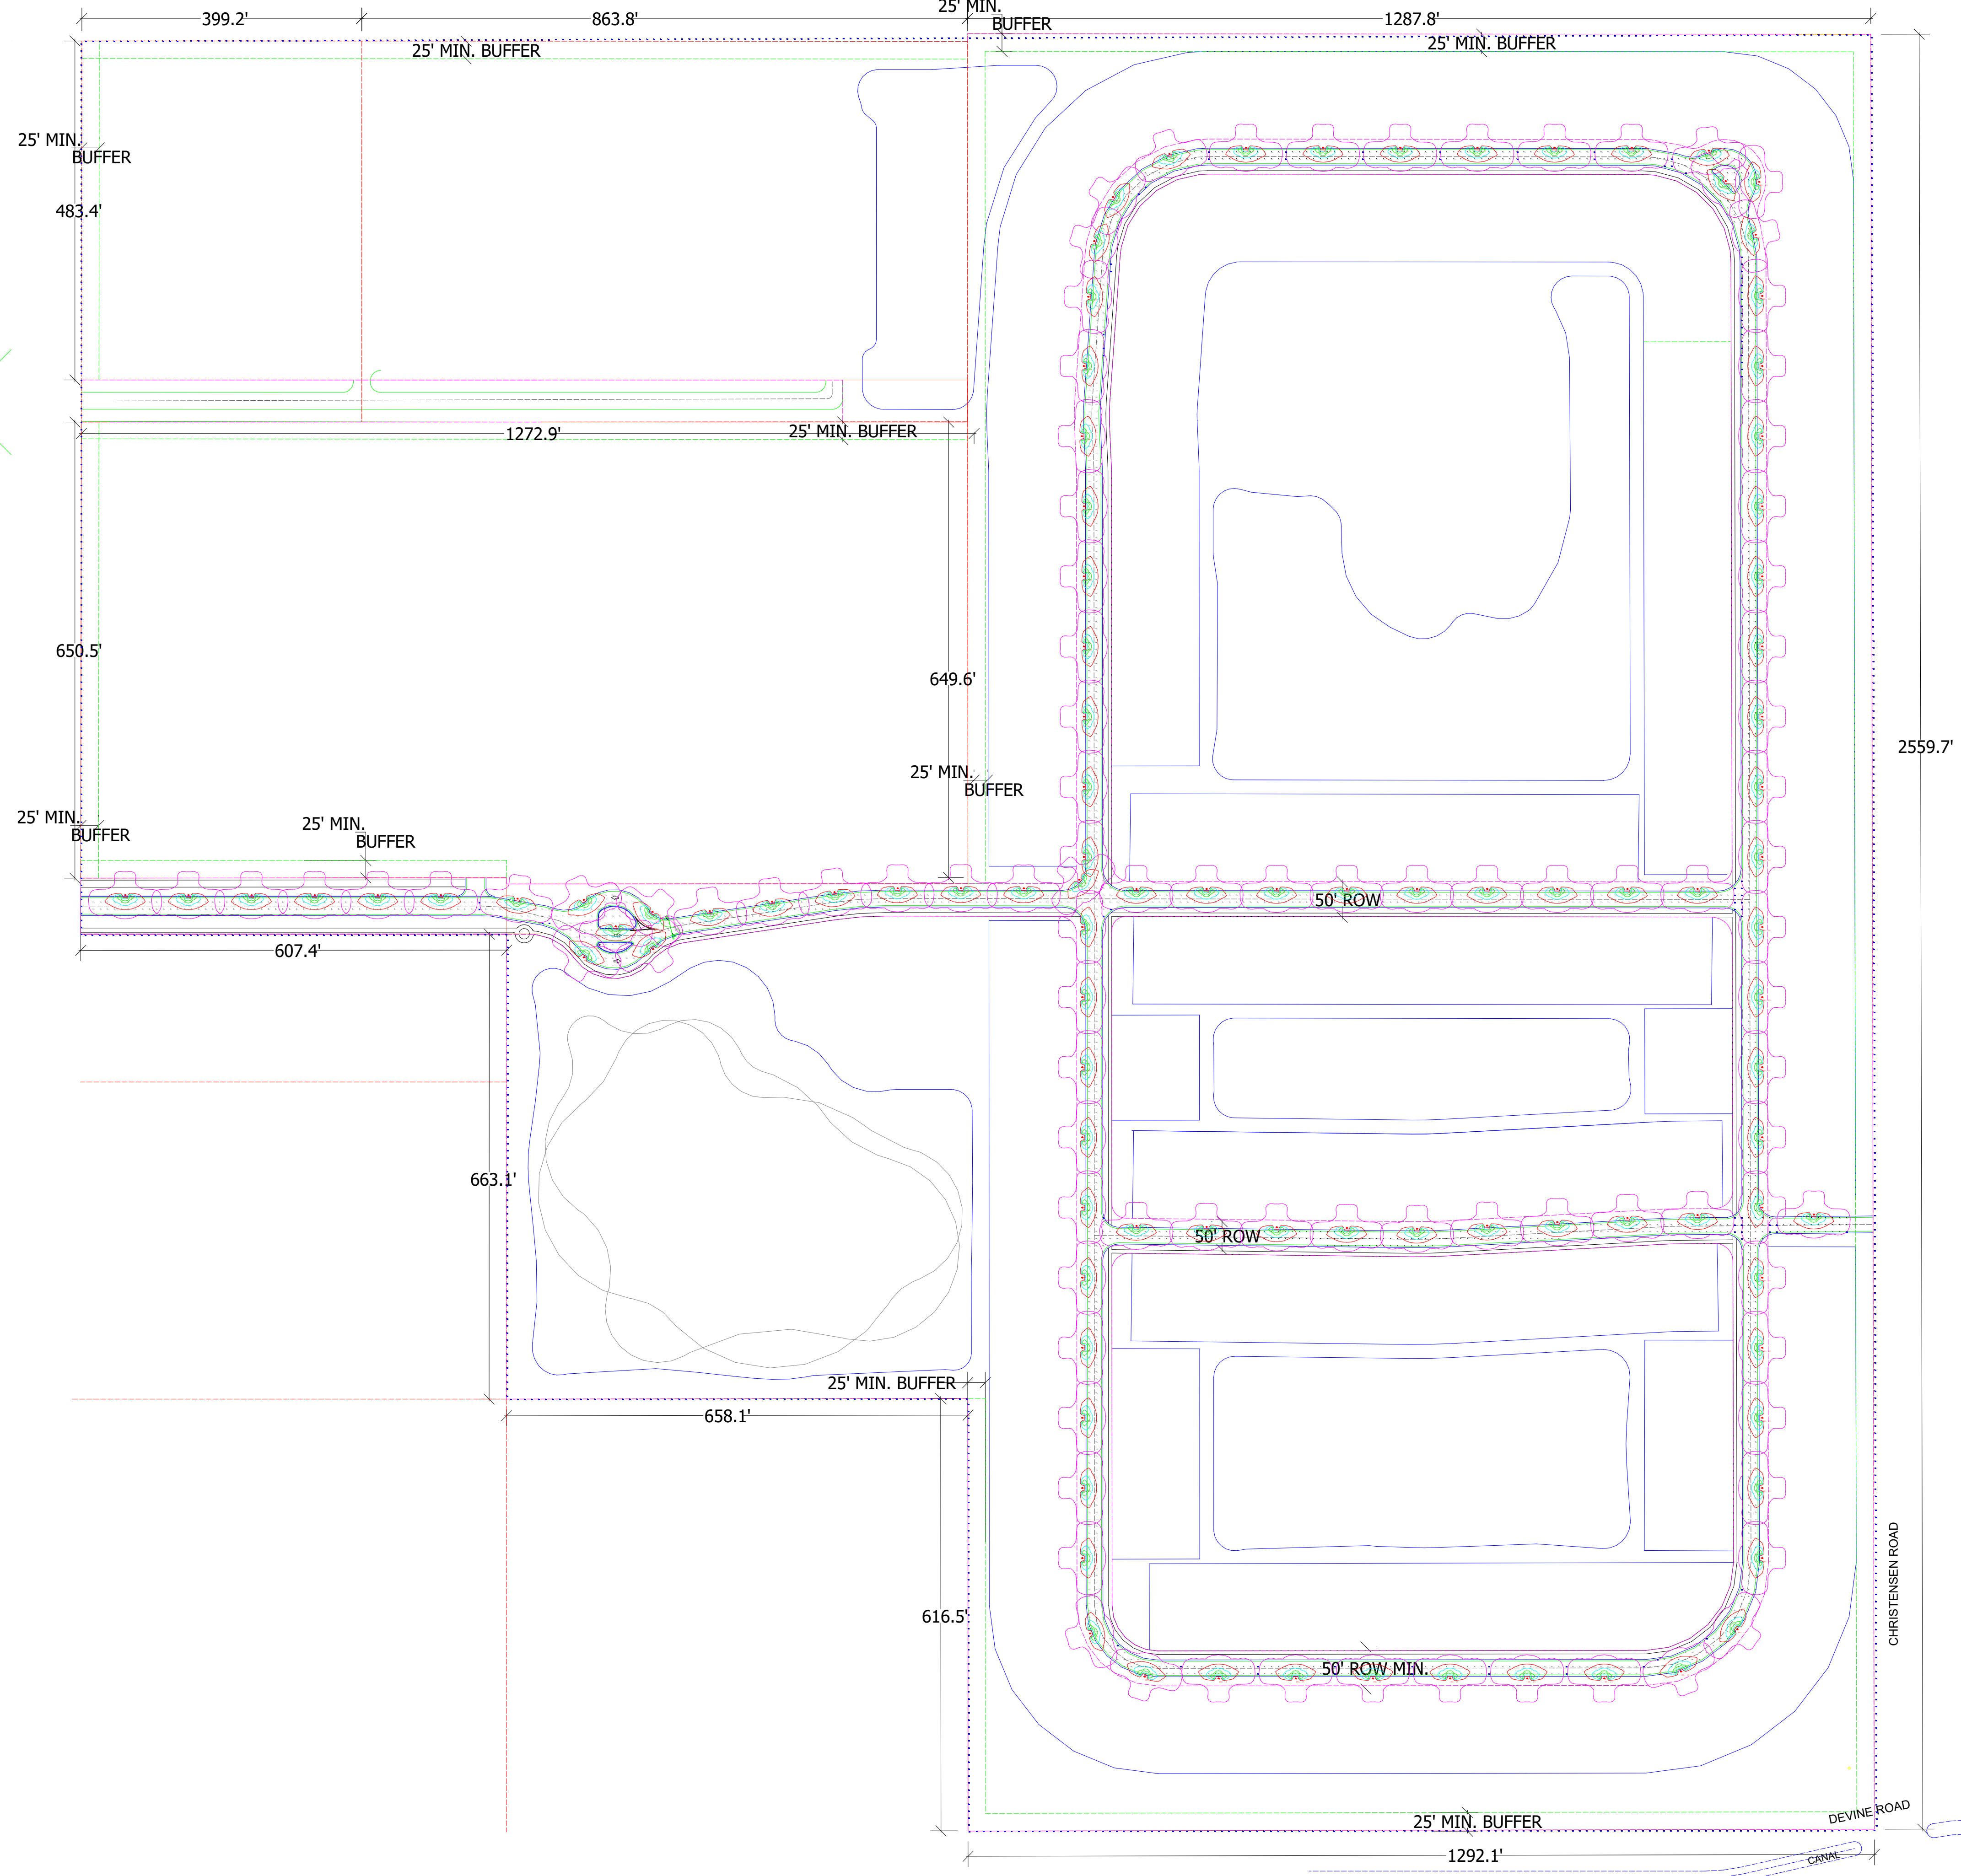 399.2'
863.8'
25' MIN.
BUFFER
1287.8'
25' MIN. BUFFER
25' MIN. BUFFER
25' MIN.
BUFFER
483.4'
1272.9'
25' MIN. BUFFER
650.5'
649.6'
2559.7'
25' MIN.
BUFFER
25' MIN.
BUFFER
25' MIN.
BUFFER
50' ROW
607.4'
663.1'
50' ROW
25' MIN. BUFFER
658.1'
616.5'
CHRISTENSEN ROAD
50' ROW MIN.
DEVINE ROAD
25' MIN. BUFFER
1292.1'
CANAL